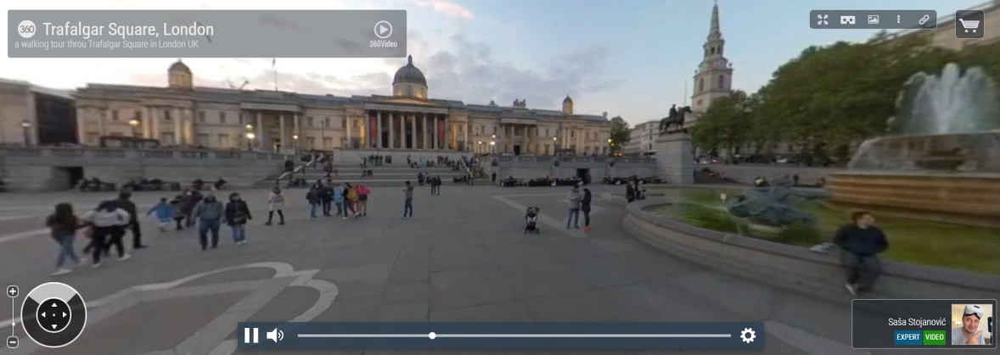 360 Trafalgar Square, London
a walking tour throu Trafalgar Square in London UK
360Video
Saša Stojanović
EXPERT VIDEO